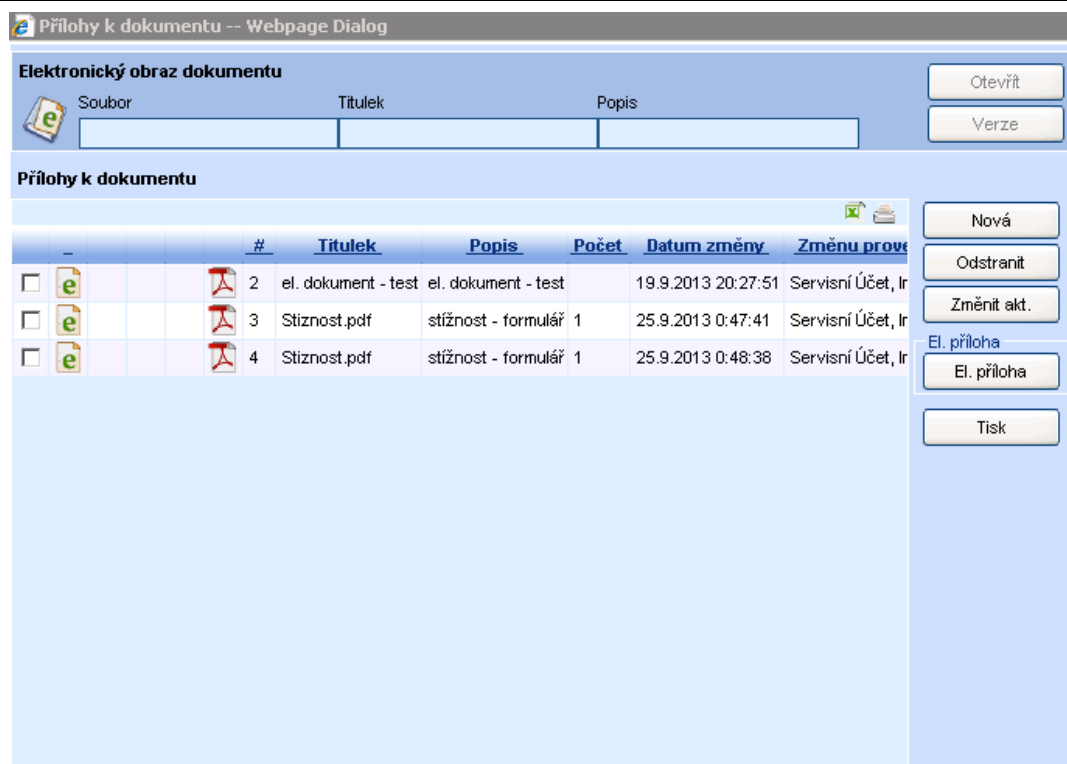 Přílohy k dokumentu -- Webpage Dialog
Elektronický obraz dokumentu
Soubor Titulek Popis
Otevřít
Verze
Přílohy k dokumentu
_ # Titulek Popis Počet Datum změny Změnu prove
2 el. dokument - test el. dokument - test 19.9.2013 20:27:51 Servisní Účet, Ir
3 Stiznost.pdf stížnost - formulář 1 25.9.2013 0:47:41 Servisní Účet, Ir
4 Stiznost.pdf stížnost - formulář 1 25.9.2013 0:48:38 Servisní Účet, Ir
Nová
Odstranit
Změnit akt.
El. příloha
El. příloha
Tisk